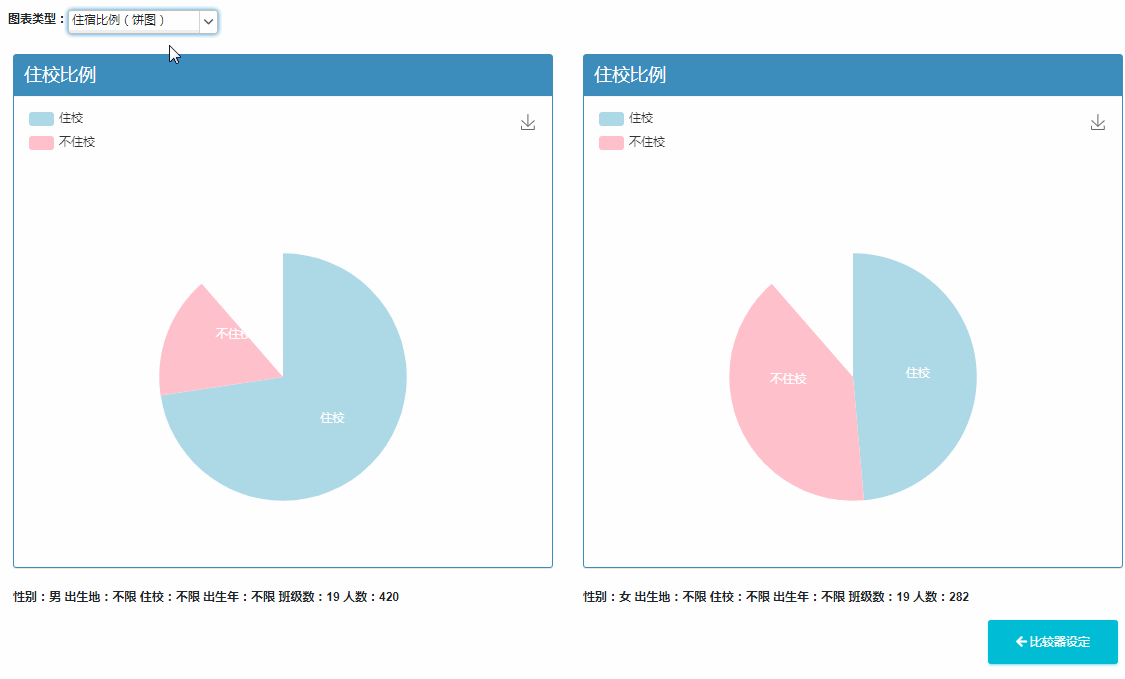 图表类型：住宿比例（饼图）
住校比例
住校
不住校
不住
住校
性别：男 出生地：不限 住校：不限 出生年：不限 班级数：19 人数：420
住校比例
住校
不住校
不住校
住校
性别：女 出生地：不限 住校：不限 出生年：不限 班级数：19 人数：282
比较器设定